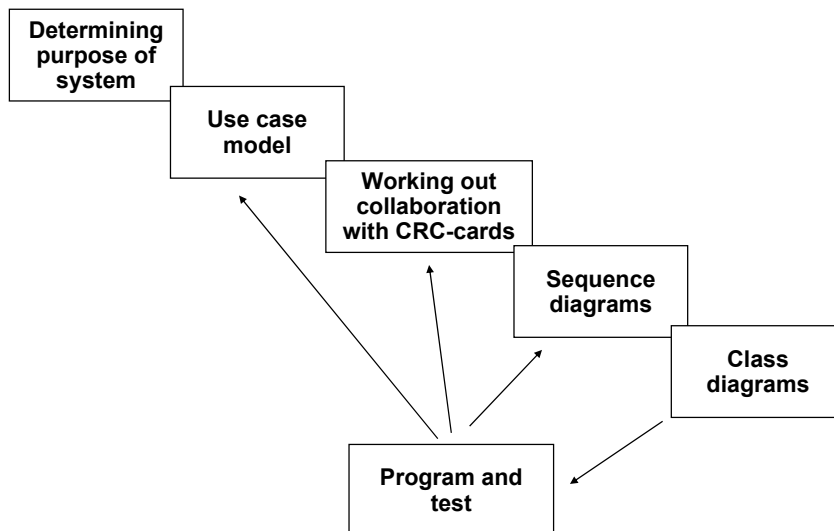 Determining
purpose of
system
Use case
model
Working out
collaboration
with CRC-cards
Sequence
diagrams
Class
diagrams
Program and
test